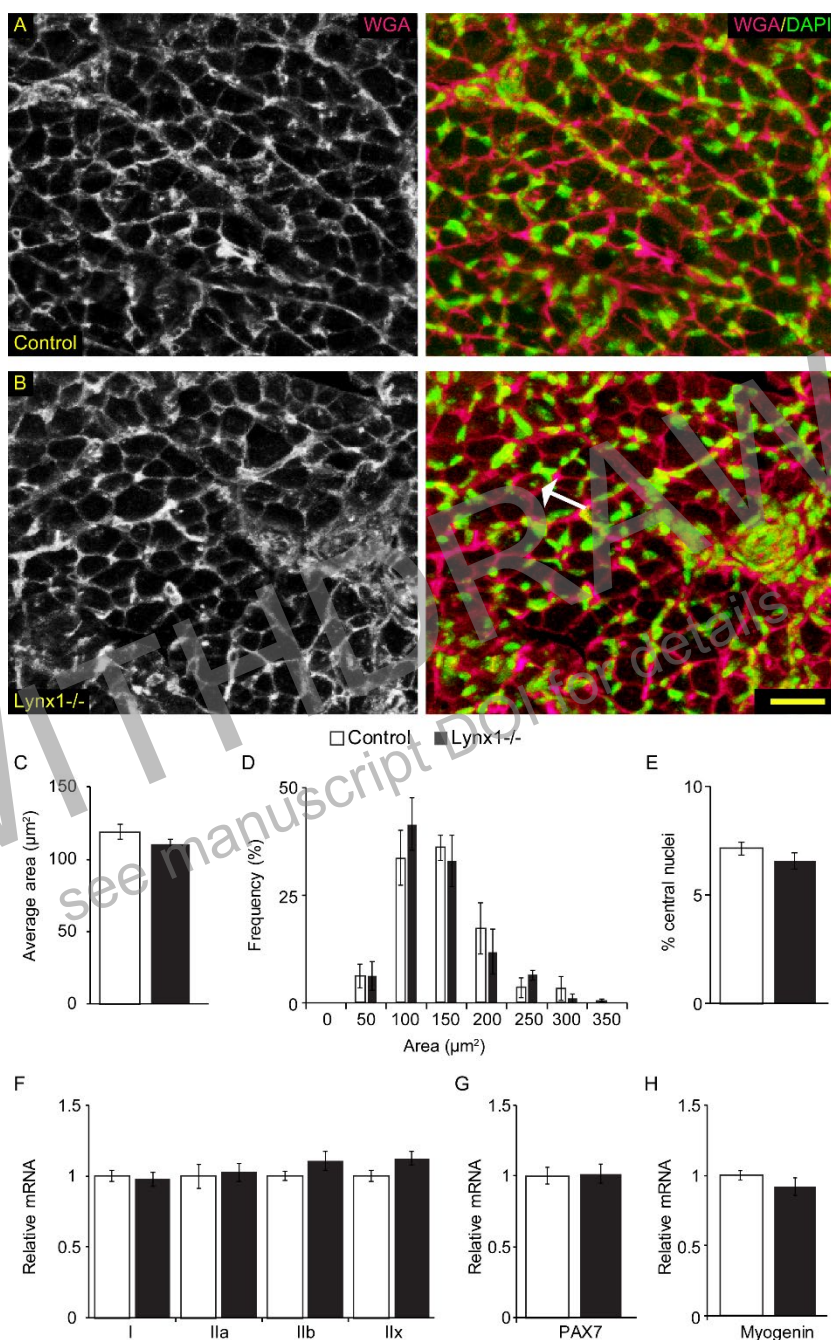 A
WGA
WGA/DAPI
Control
B
Lynx1-/-
WITHDRAWN
see manuscript DOI for details
Control Lynx1-/-
C
D
E
150
100
50
0
Average area (µm²)
50
25
0
Frequency (%)
0 50 100 150 200 250 300 350
Area (µm²)
10
5
0
% central nuclei
F
G
H
1.5
1
0.5
0
Relative mRNA
I IIa IIb IIx
1.5
1
0.5
0
Relative mRNA
PAX7
1.5
1
0.5
0
Relative mRNA
Myogenin